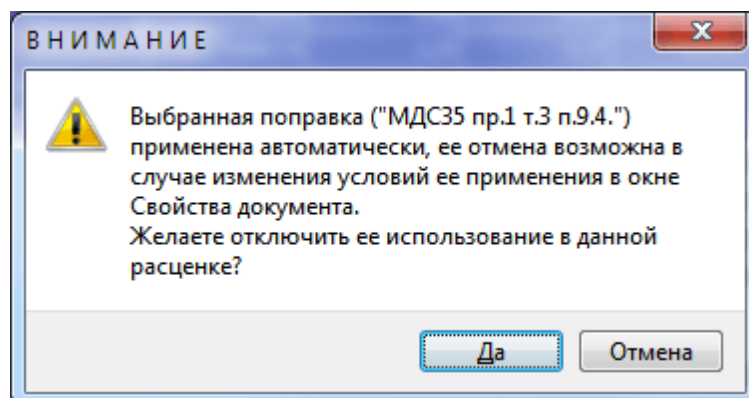 ВНИМАНИЕ
Выбранная поправка ("МДС35 пр.1 т.3 п.9.4.")
применена автоматически, ее отмена возможна в
случае изменения условий ее применения в окне
Свойства документа.
Желаете отключить ее использование в данной
расценке?
Да
Отмена